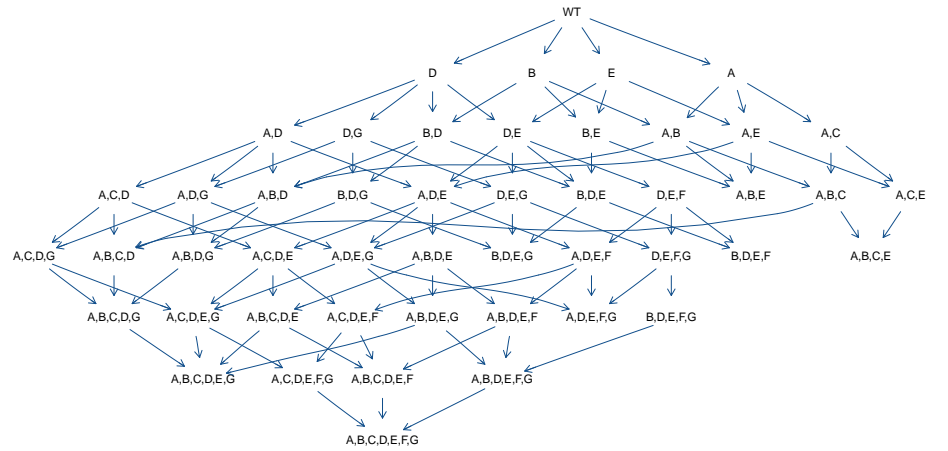 WT
D B E A
A,D D,G B,D D,E B,E A,B A,E A,C
A,C,D A,D,G A,B,D B,D,G A,D,E D,E,G B,D,E D,E,F A,B,E A,B,C A,C,E
A,C,D,G A,B,C,D A,B,D,G A,C,D,E A,D,E,G A,B,D,E B,D,E,G A,D,E,F D,E,F,G B,D,E,F A,B,C,E
A,B,C,D,G A,C,D,E,G A,B,C,D,E A,C,D,E,F A,B,D,E,G A,B,D,E,F A,D,E,F,G B,D,E,F,G
A,B,C,D,E,G A,C,D,E,F,G A,B,C,D,E,F A,B,D,E,F,G
A,B,C,D,E,F,G